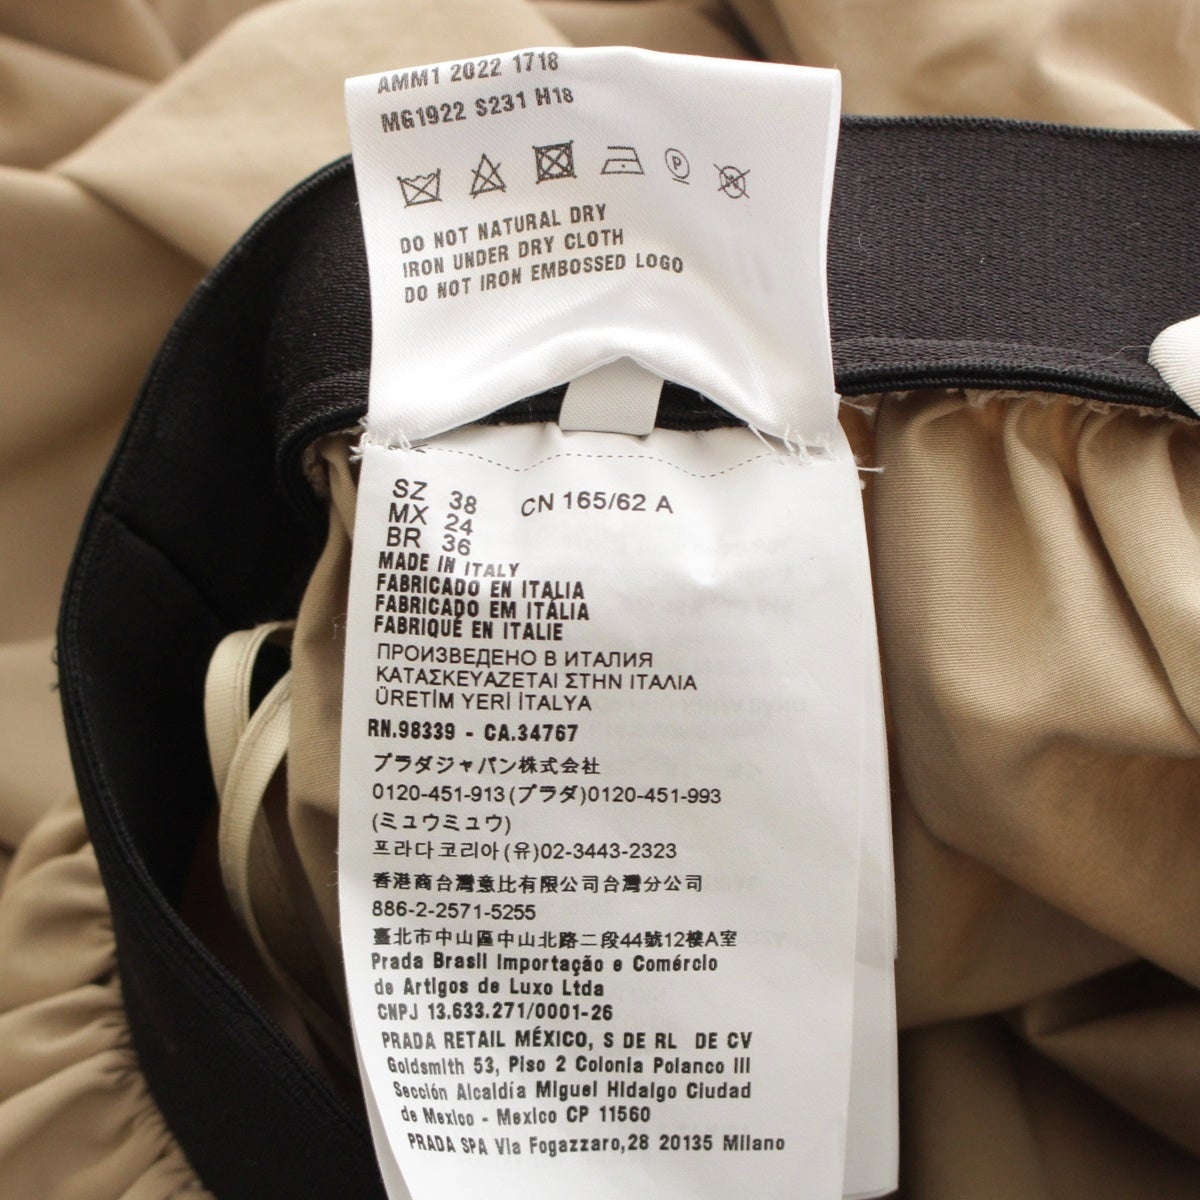 AMM1 2022 1718
MG1922 S231 H18
P
DO NOT NATURAL DRY
IRON UNDER DRY CLOTH
DO NOT IRON EMBOSSED LOGO
SZ 38 CN 165/62 A
MX 24
BR 36
MADE IN ITALY
FABRICADO EN ITALIA
FABRICADO EM ITÁLIA
FABRIQUÉ EN ITALIE
ПРОИЗВЕДЕНО В ИТАЛИЯ
ΚΑΤΑΣΚΕΥΑΖΕΤΑΙ ΣΤΗΝ ΙΤΑΛΙΑ
ÜRETİM YERİ İTALYA
RN.98339 - CA.34767
プラダジャパン株式会社
0120-451-913(プラダ)0120-451-993
(ミュウミュウ)
프라다코리아(유)02-3443-2323
香港商台灣意比有限公司台灣分公司
886-2-2571-5255
臺北市中山區中山北路二段44號12樓A室
Prada Brasil Importação e Comércio
de Artigos de Luxo Ltda
CNPJ 13.633.271/0001-26
PRADA RETAIL MÉXICO, S DE RL DE CV
Goldsmith 53, Piso 2 Colonia Polanco III
Sección Alcaldía Miguel Hidalgo Ciudad
de Mexico - Mexico CP 11560
PRADA SPA Via Fogazzaro,28 20135 Milano